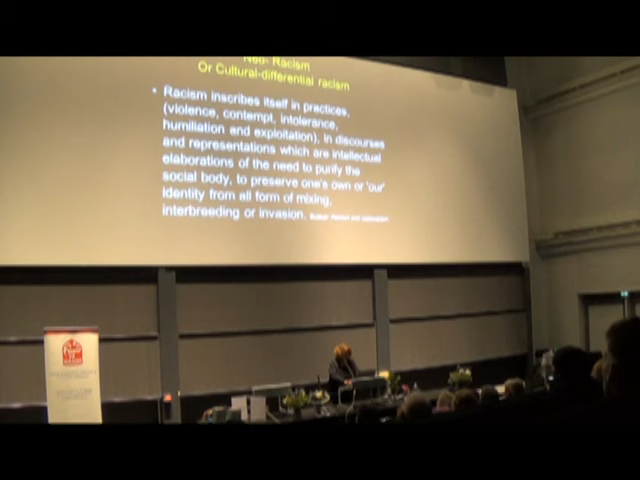 Neo- Racism
Or Cultural-differential racism
• Racism inscribes itself in practices,
(violence, contempt, intolerance,
humiliation and exploitation), in discourses
and representations which are intellectual
elaborations of the need to purify the
social body, to preserve one's own or 'our'
identity from all form of mixing,
interbreeding or invasion.